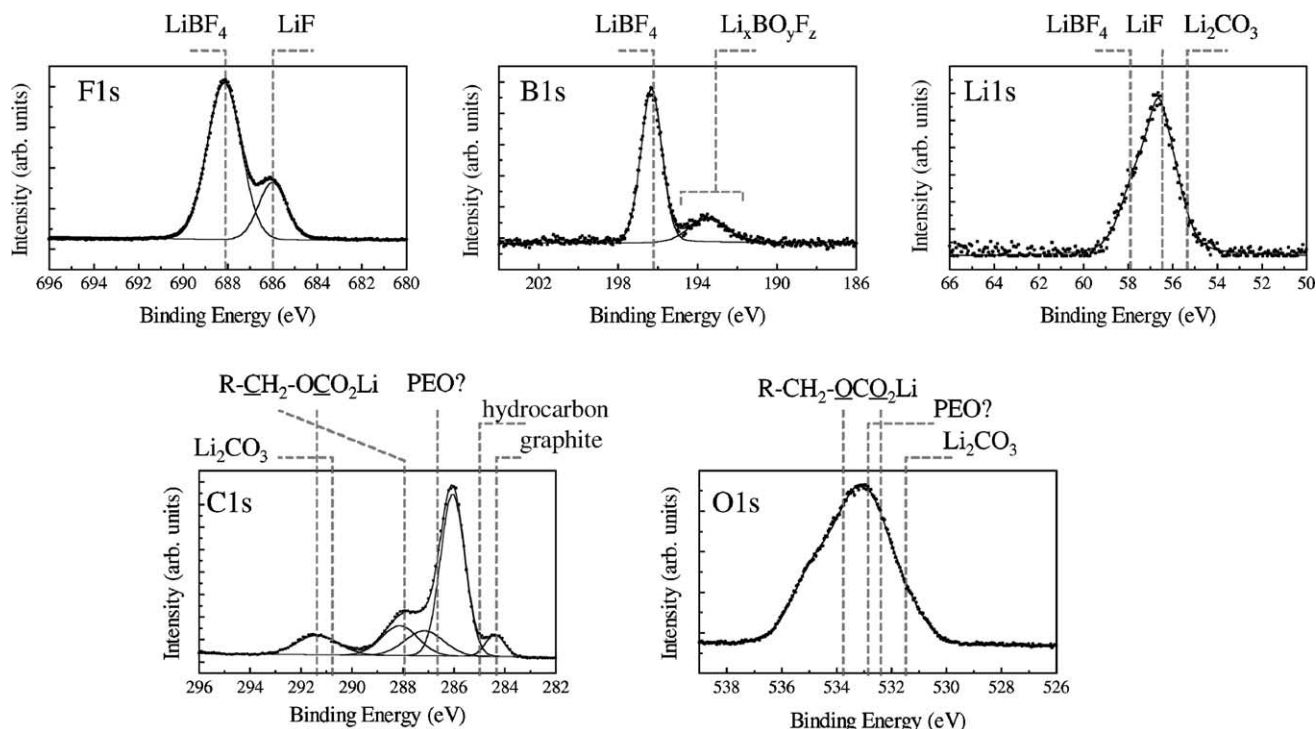 LiBF₄ LiF
F1s
Intensity (arb. units)
696 694 692 690 688 686 684 682 680
Binding Energy (eV)
LiBF₄ LiₓBOᵧF_z
B1s
Intensity (arb. units)
202 198 194 190 186
Binding Energy (eV)
LiBF₄ LiF Li₂CO₃
Li1s
Intensity (arb. units)
66 64 62 60 58 56 54 52 50
Binding Energy (eV)
R-CH₂-OCO₂Li PEO?
hydrocarbon
graphite
Li₂CO₃
C1s
Intensity (arb. units)
296 294 292 290 288 286 284 282
Binding Energy (eV)
R-CH₂-OCO₂Li
PEO?
Li₂CO₃
O1s
Intensity (arb. units)
538 536 534 532 530 528 526
Binding Energy (eV)